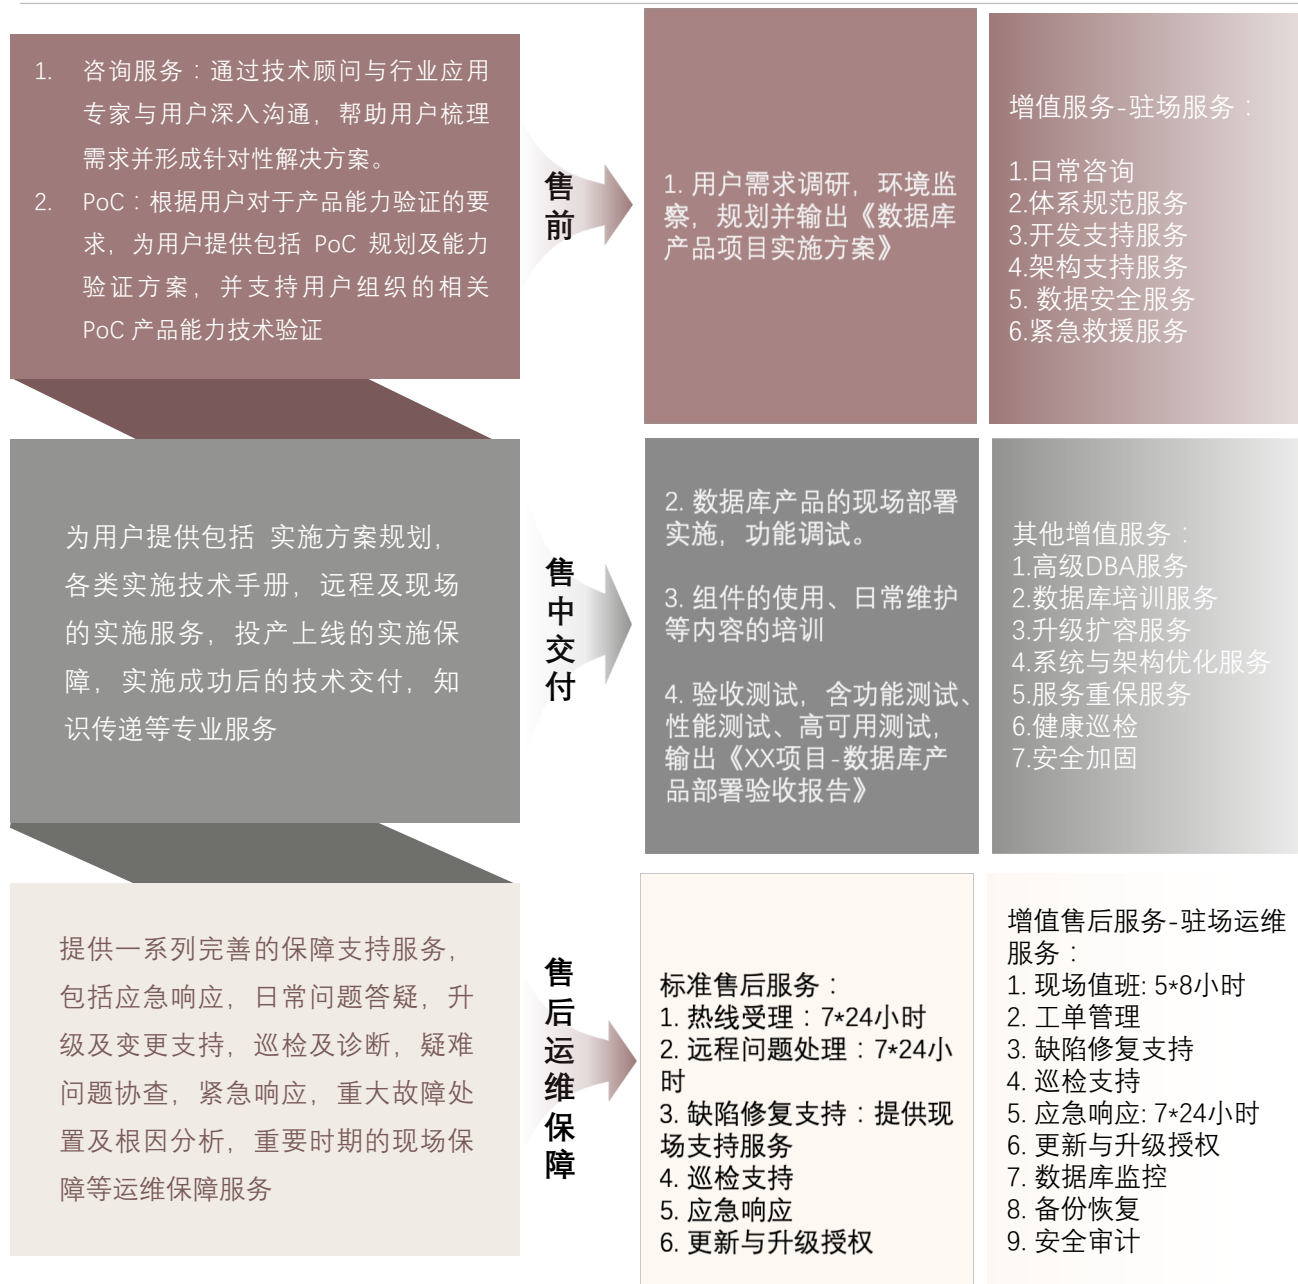 1. 咨询服务：通过技术顾问与行业应用
专家与用户深入沟通，帮助用户梳理
需求并形成针对性解决方案。
2. PoC：根据用户对于产品能力验证的要
求，为用户提供包括 PoC 规划及能力
验证方案，并支持用户组织的相关
PoC 产品能力技术验证
售
前
1. 用户需求调研，环境监
察，规划并输出《数据库
产品项目实施方案》
增值服务-驻场服务：
1.日常咨询
2.体系规范服务
3.开发支持服务
4.架构支持服务
5. 数据安全服务
6.紧急救援服务
为用户提供包括 实施方案规划，
各类实施技术手册，远程及现场
的实施服务，投产上线的实施保
障，实施成功后的技术交付，知
识传递等专业服务
售
中
交
付
2. 数据库产品的现场部署
实施，功能调试。
3. 组件的使用、日常维护
等内容的培训
4. 验收测试，含功能测试、
性能测试、高可用测试，
输出《XX项目-数据库产
品部署验收报告》
其他增值服务：
1.高级DBA服务
2.数据库培训服务
3.升级扩容服务
4.系统与架构优化服务
5.服务重保服务
6.健康巡检
7.安全加固
提供一系列完善的保障支持服务，
包括应急响应，日常问题答疑，升
级及变更支持，巡检及诊断，疑难
问题协查，紧急响应，重大故障处
置及根因分析，重要时期的现场保
障等运维保障服务
售
后
运
维
保
障
标准售后服务：
1. 热线受理：7*24小时
2. 远程问题处理：7*24小
时
3. 缺陷修复支持：提供现
场支持服务
4. 巡检支持
5. 应急响应
6. 更新与升级授权
增值售后服务-驻场运维
服务：
1. 现场值班: 5*8小时
2. 工单管理
3. 缺陷修复支持
4. 巡检支持
5. 应急响应: 7*24小时
6. 更新与升级授权
7. 数据库监控
8. 备份恢复
9. 安全审计